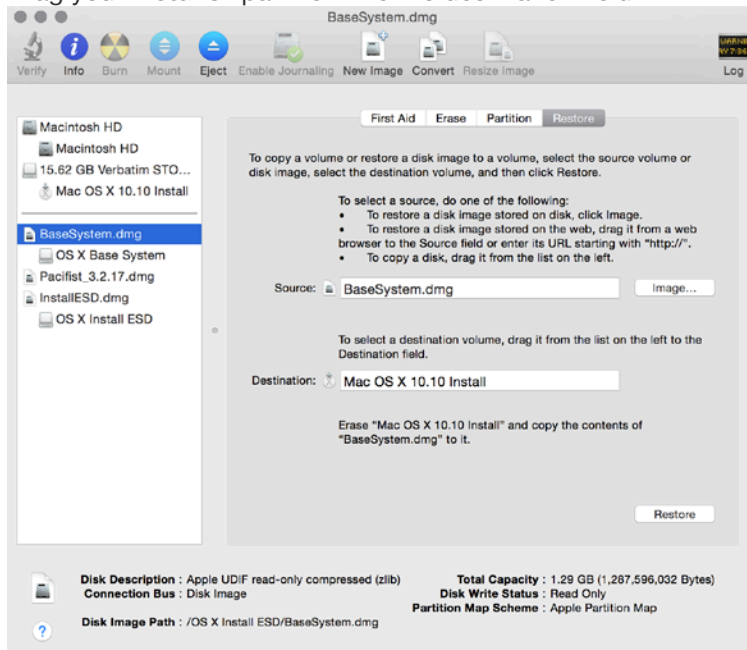 BaseSystem.dmg
Verify Info Burn Mount Eject Enable Journaling New Image Convert Resize Image Log
First Aid Erase Partition Restore
Macintosh HD
Macintosh HD
15.62 GB Verbatim STO...
Mac OS X 10.10 Install
BaseSystem.dmg
OS X Base System
Pacifist_3.2.17.dmg
InstallESD.dmg
OS X Install ESD
To copy a volume or restore a disk image to a volume, select the source volume or
disk image, select the destination volume, and then click Restore.
To select a source, do one of the following:
• To restore a disk image stored on disk, click Image.
• To restore a disk image stored on the web, drag it from a web
browser to the Source field or enter its URL starting with "http://".
• To copy a disk, drag it from the list on the left.
Source: BaseSystem.dmg Image...
To select a destination volume, drag it from the list on the left to the
Destination field.
Destination: Mac OS X 10.10 Install
Erase "Mac OS X 10.10 Install" and copy the contents of
"BaseSystem.dmg" to it.
Restore
Disk Description : Apple UDIF read-only compressed (zlib)
Connection Bus : Disk Image
Disk Image Path : /OS X Install ESD/BaseSystem.dmg
Total Capacity : 1.29 GB (1,287,596,032 Bytes)
Disk Write Status : Read Only
Partition Map Scheme : Apple Partition Map
?